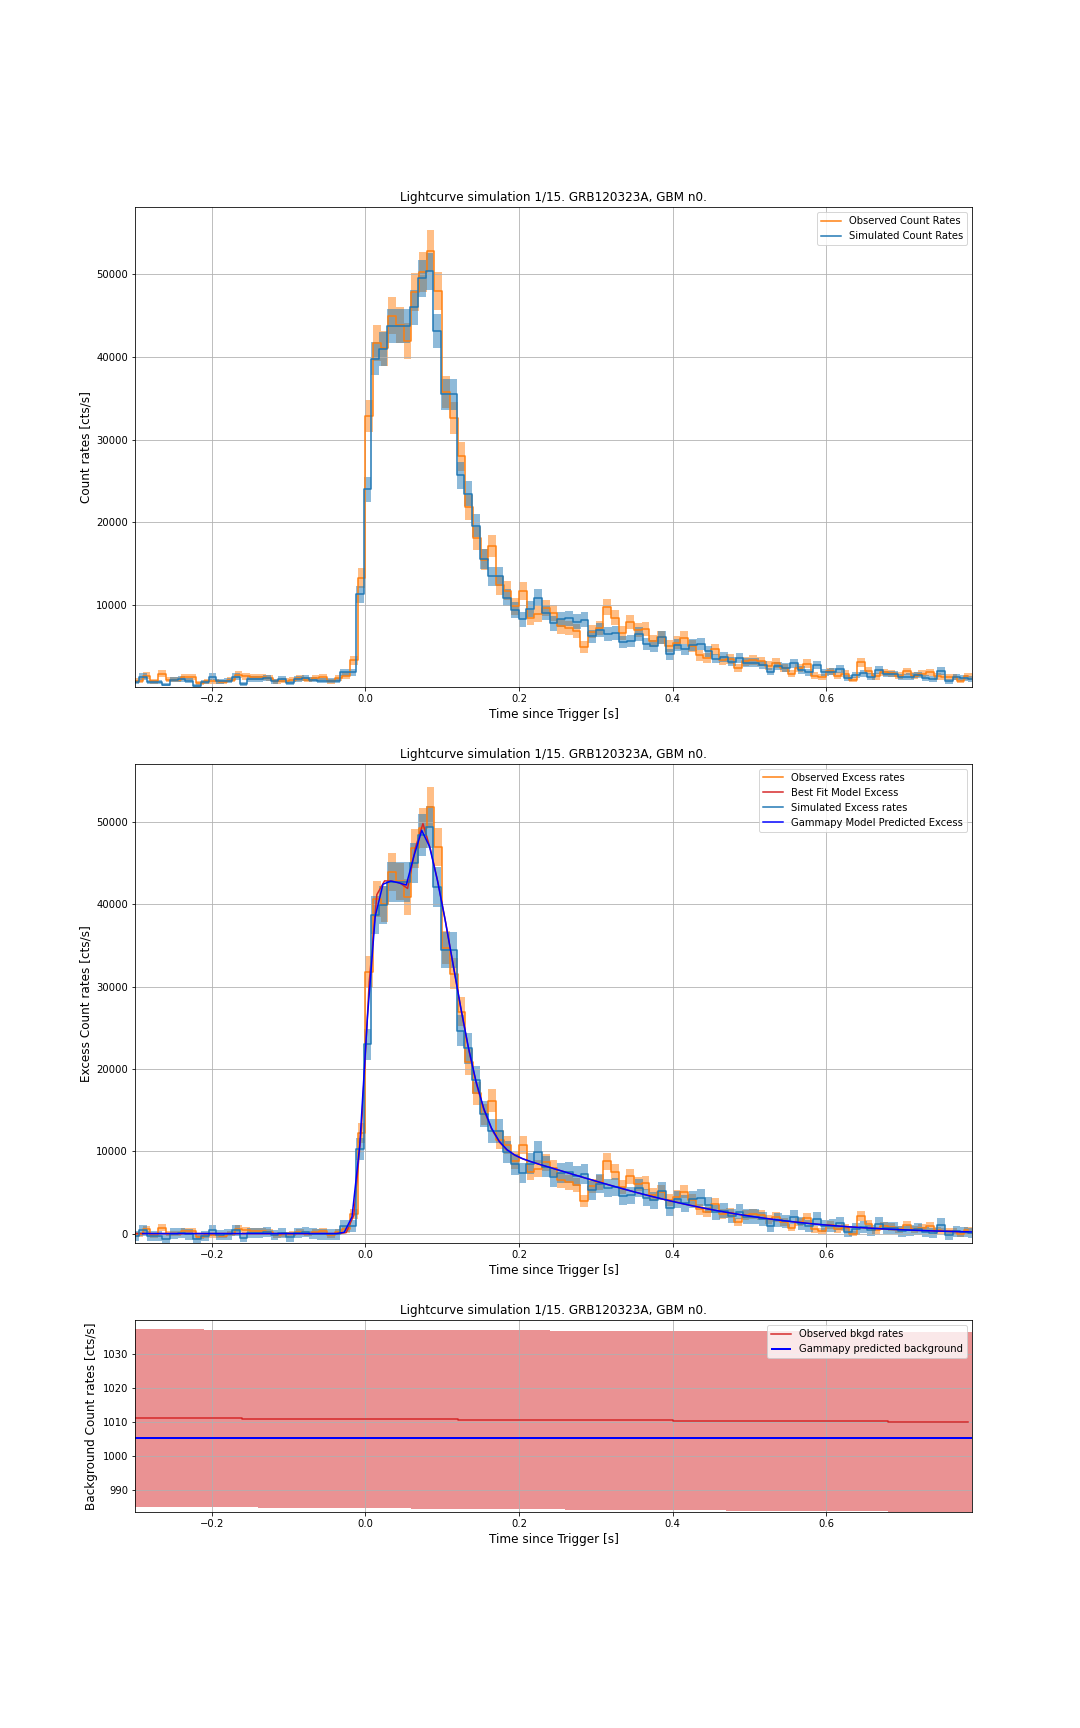 Lightcurve simulation 1/15. GRB120323A, GBM n0.
Observed Count Rates
Simulated Count Rates
Count rates [cts/s]
50000
40000
30000
20000
10000
−0.2 0.0 0.2 0.4 0.6
Time since Trigger [s]
Lightcurve simulation 1/15. GRB120323A, GBM n0.
Observed Excess rates
Best Fit Model Excess
Simulated Excess rates
Gammapy Model Predicted Excess
Excess Count rates [cts/s]
50000
40000
30000
20000
10000
0
−0.2 0.0 0.2 0.4 0.6
Time since Trigger [s]
Lightcurve simulation 1/15. GRB120323A, GBM n0.
Observed bkgd rates
Gammapy predicted background
Background Count rates [cts/s]
1030
1020
1010
1000
990
−0.2 0.0 0.2 0.4 0.6
Time since Trigger [s]